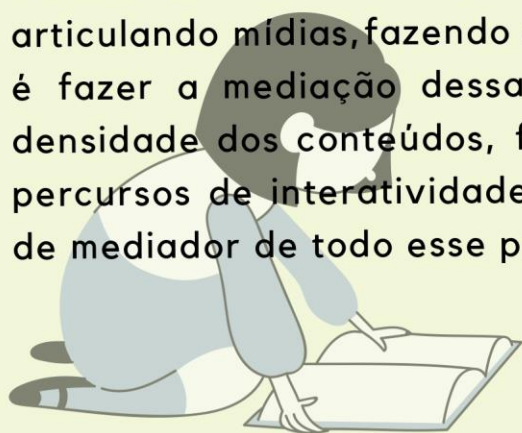 articulando mídias,fazendo
é fazer a mediação dessa
densidade dos conteúdos, f
percursos de interatividade
de mediador de todo esse p